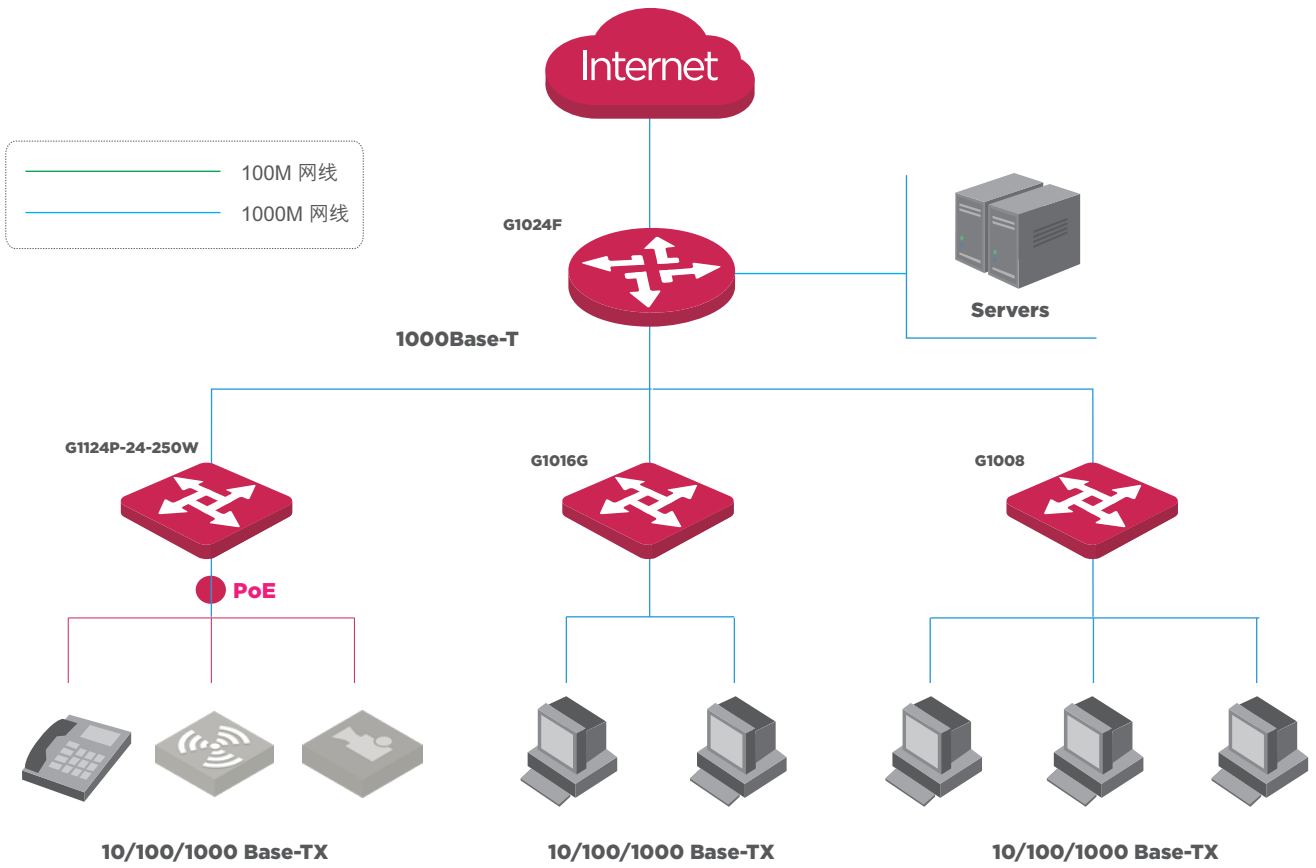 Internet
100M 网线
1000M 网线
G1024F
Servers
1000Base-T
G1124P-24-250W
G1016G
G1008
PoE
10/100/1000 Base-TX
10/100/1000 Base-TX
10/100/1000 Base-TX